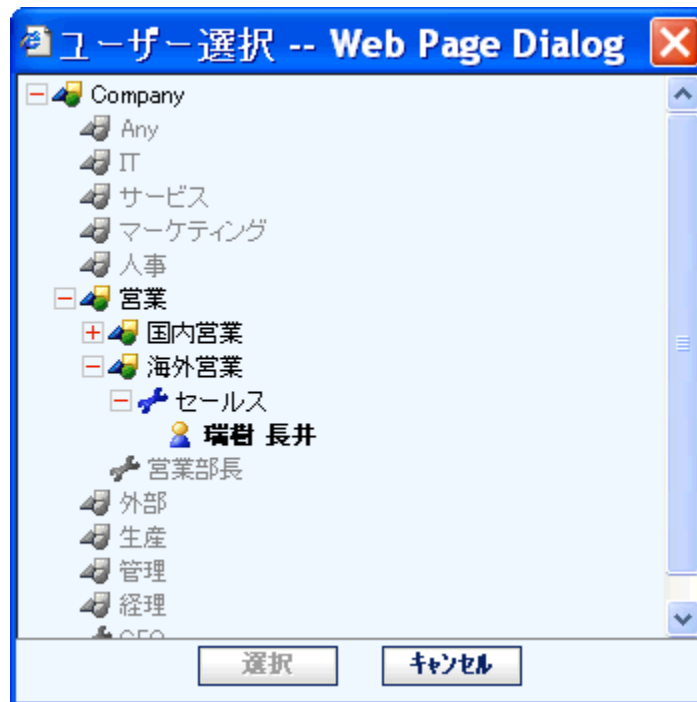 ユーザー選択 -- Web Page Dialog
Company
Any
IT
サービス
マーケティング
人事
営業
国内営業
海外営業
セールス
瑞樹 長井
営業部長
外部
生産
管理
経理
選択
キャンセル